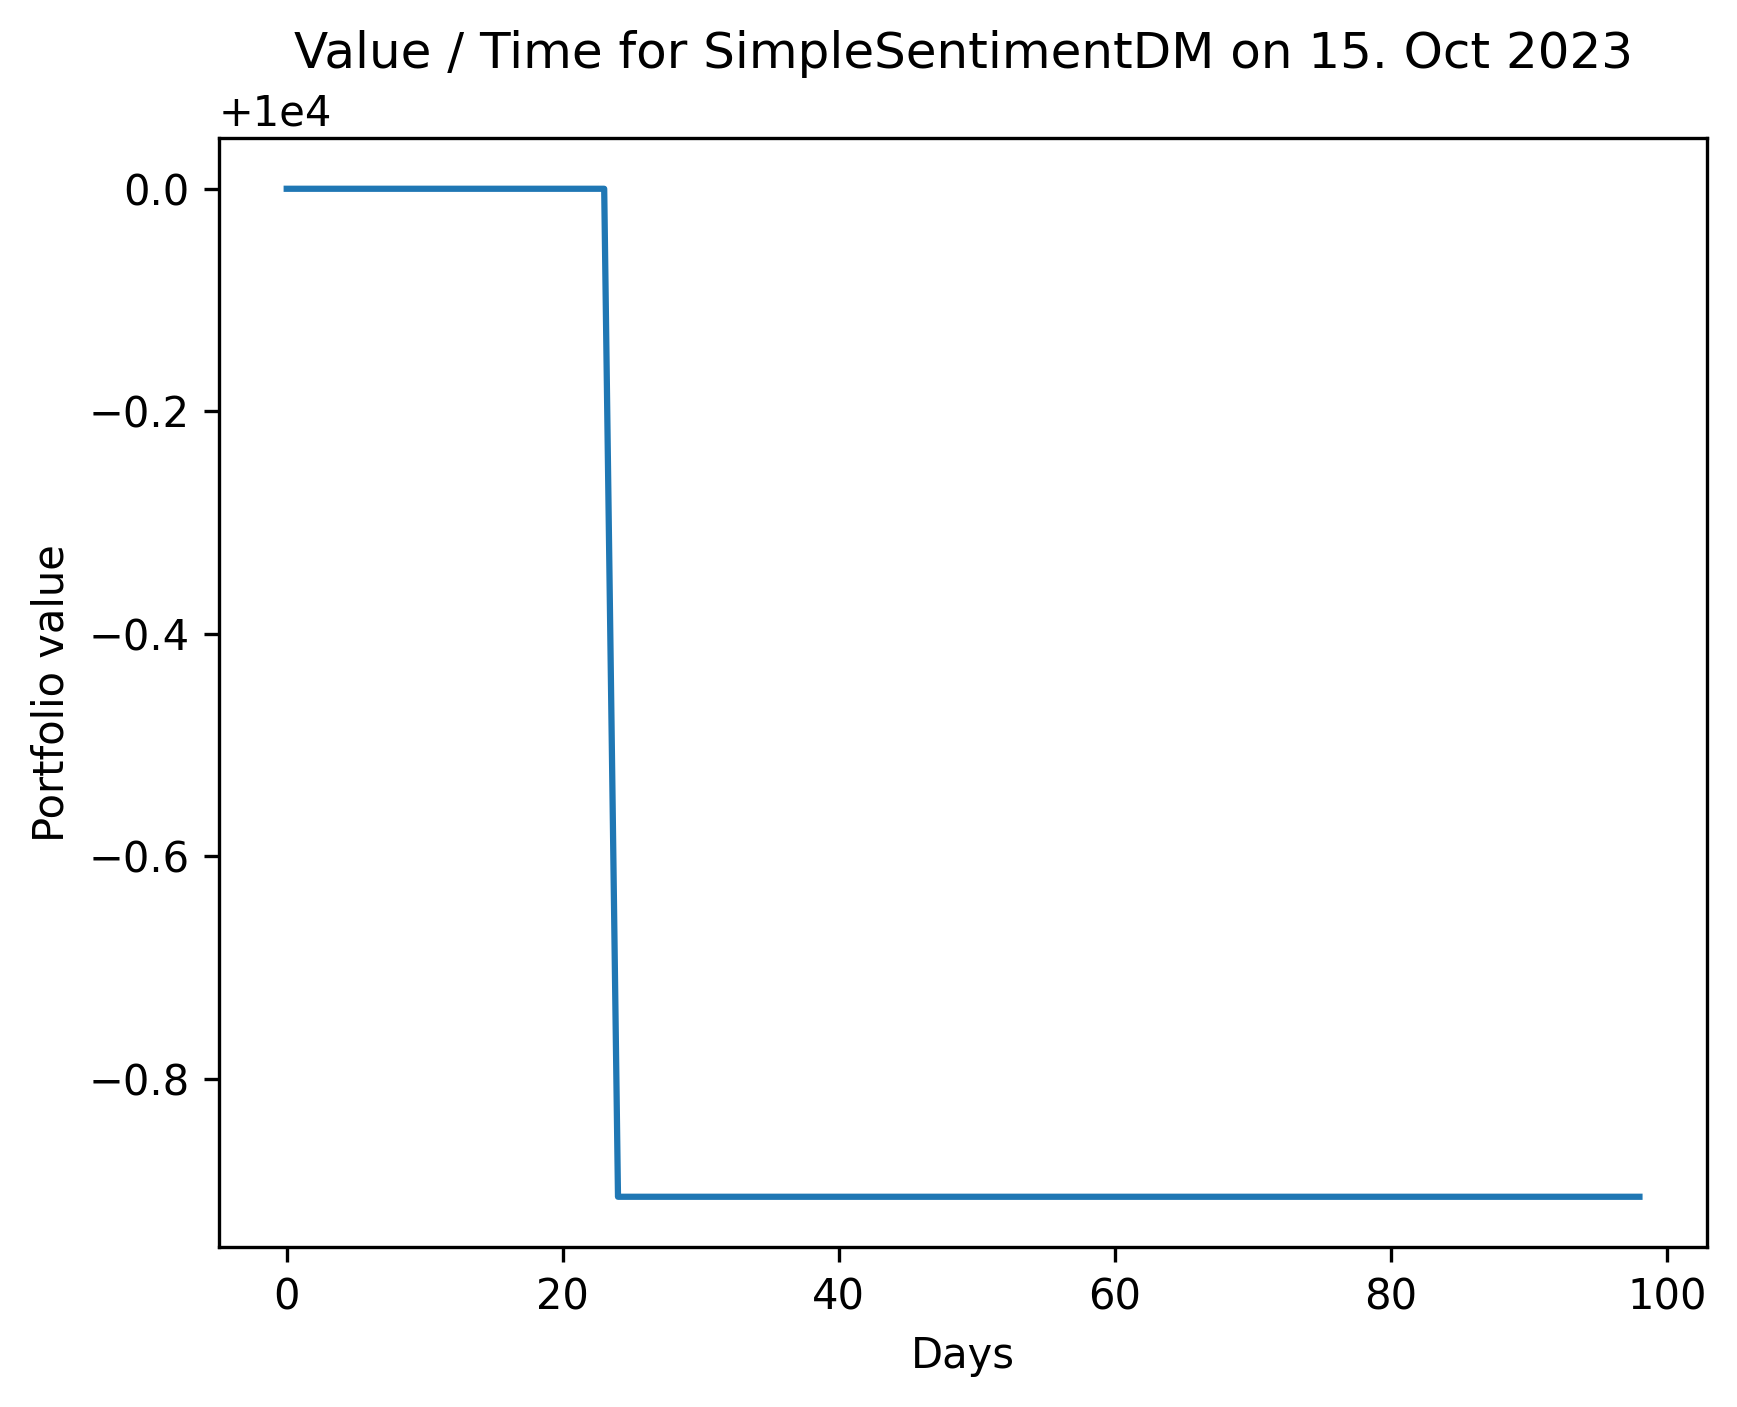 Value / Time for SimpleSentimentDM on 15. Oct 2023
+1e4
0.0
−0.2
−0.4
−0.6
−0.8
Portfolio value
0 20 40 60 80 100
Days